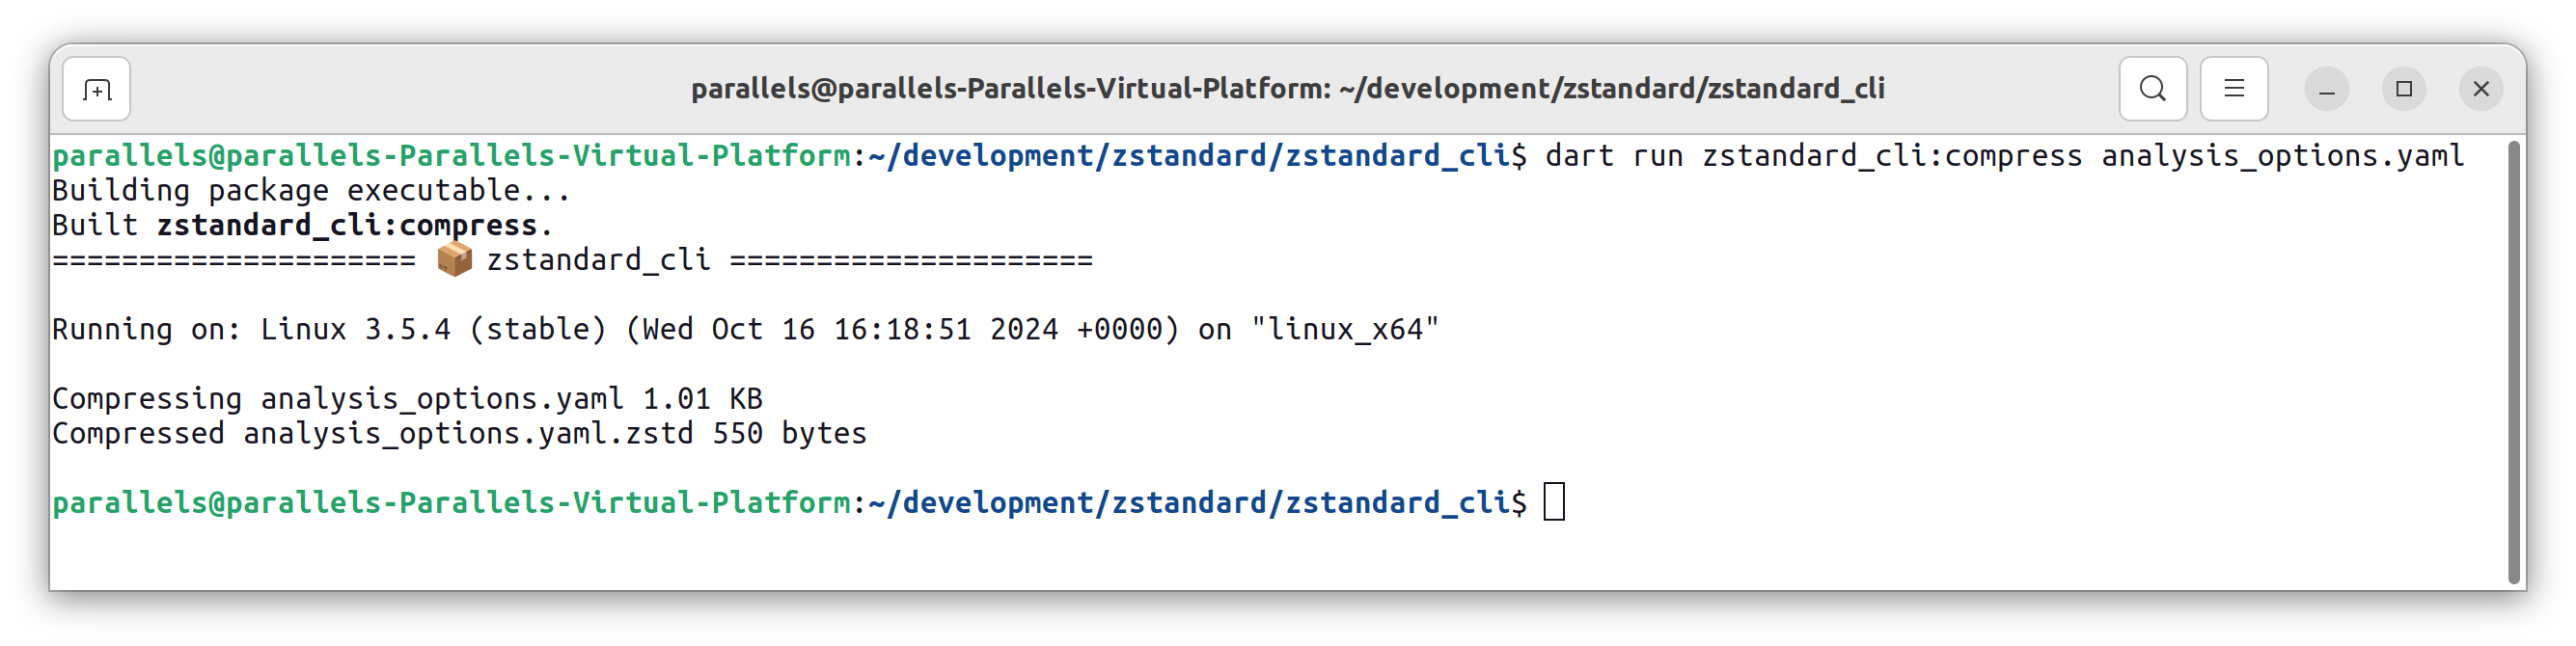 parallels@parallels-Parallels-Virtual-Platform: ~/development/zstandard/zstandard_cli
parallels@parallels-Parallels-Virtual-Platform:~/development/zstandard/zstandard_cli$ dart run zstandard_cli:compress analysis_options.yaml
Building package executable...
Built zstandard_cli:compress.
===================== 📦 zstandard_cli =====================
Running on: Linux 3.5.4 (stable) (Wed Oct 16 16:18:51 2024 +0000) on "linux_x64"
Compressing analysis_options.yaml 1.01 KB
Compressed analysis_options.yaml.zstd 550 bytes
parallels@parallels-Parallels-Virtual-Platform:~/development/zstandard/zstandard_cli$